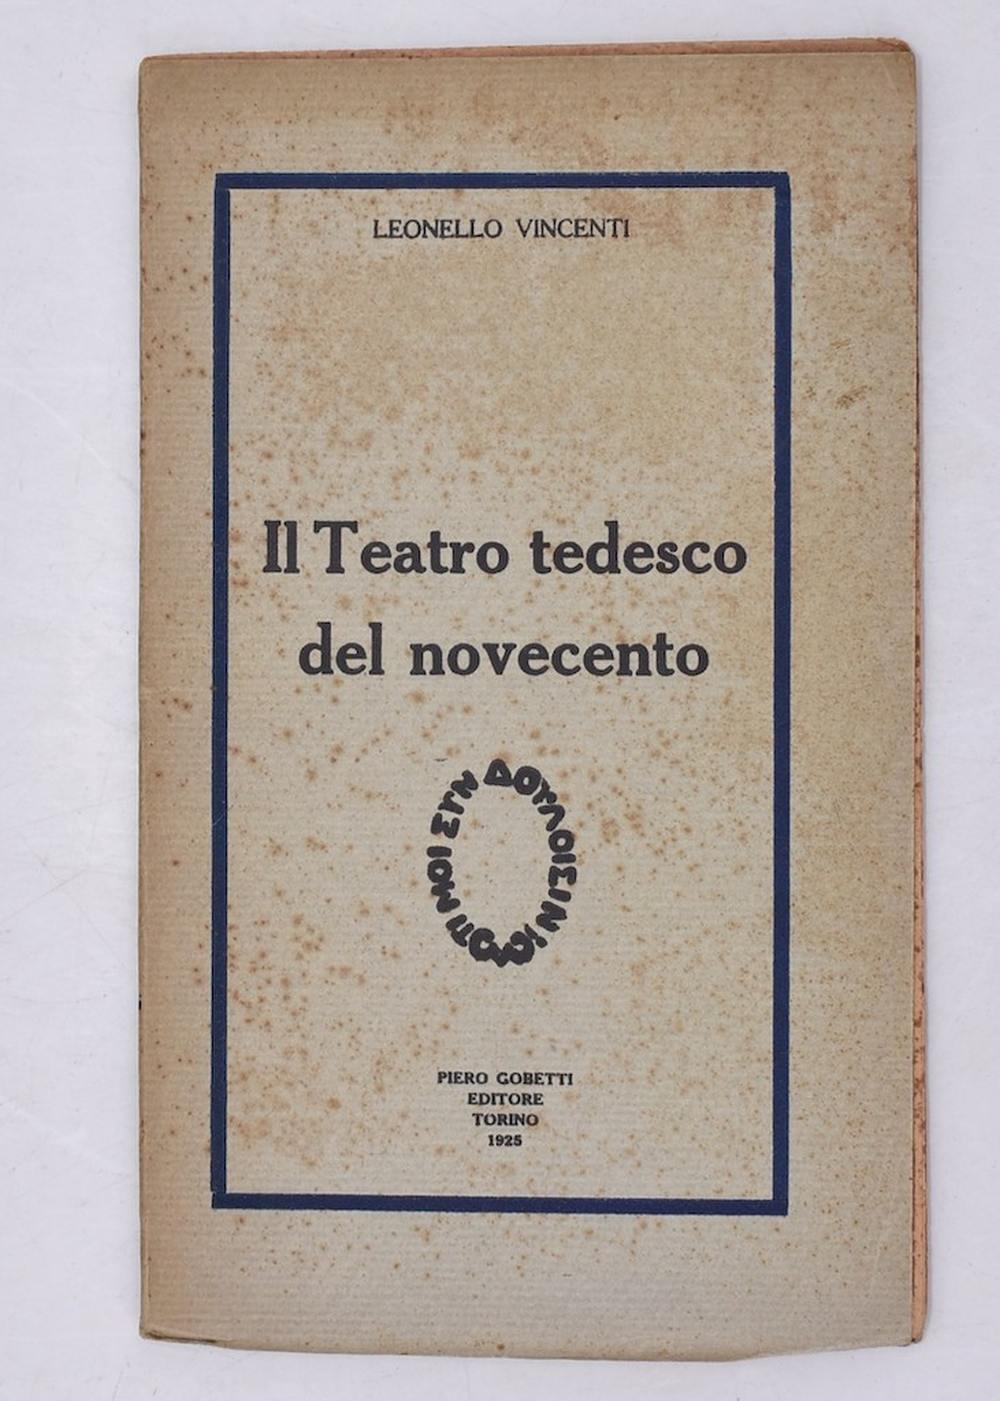 LEONELLO VINCENTI
Il Teatro tedesco
del novecento
ΤΙ ΜΟΙ ΣΥΝ ΔΟΥΛΟΙΣΙΝ
PIERO GOBETTI
EDITORE
TORINO
1925